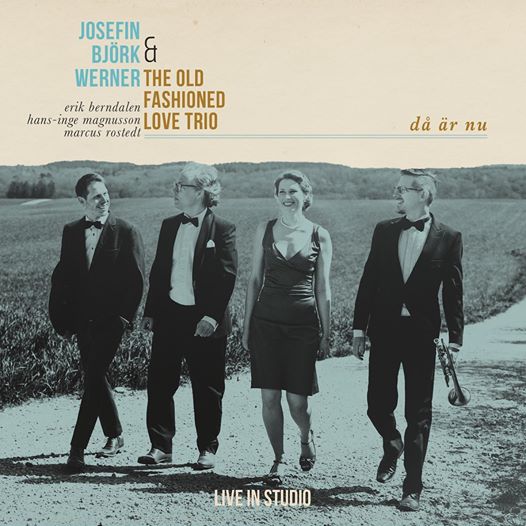 JOSEFIN
BJÖRK
WERNER
&
THE OLD
FASHIONED
LOVE TRIO
erik berndalen
hans-inge magnusson
marcus rostedt
då är nu
LIVE IN STUDIO